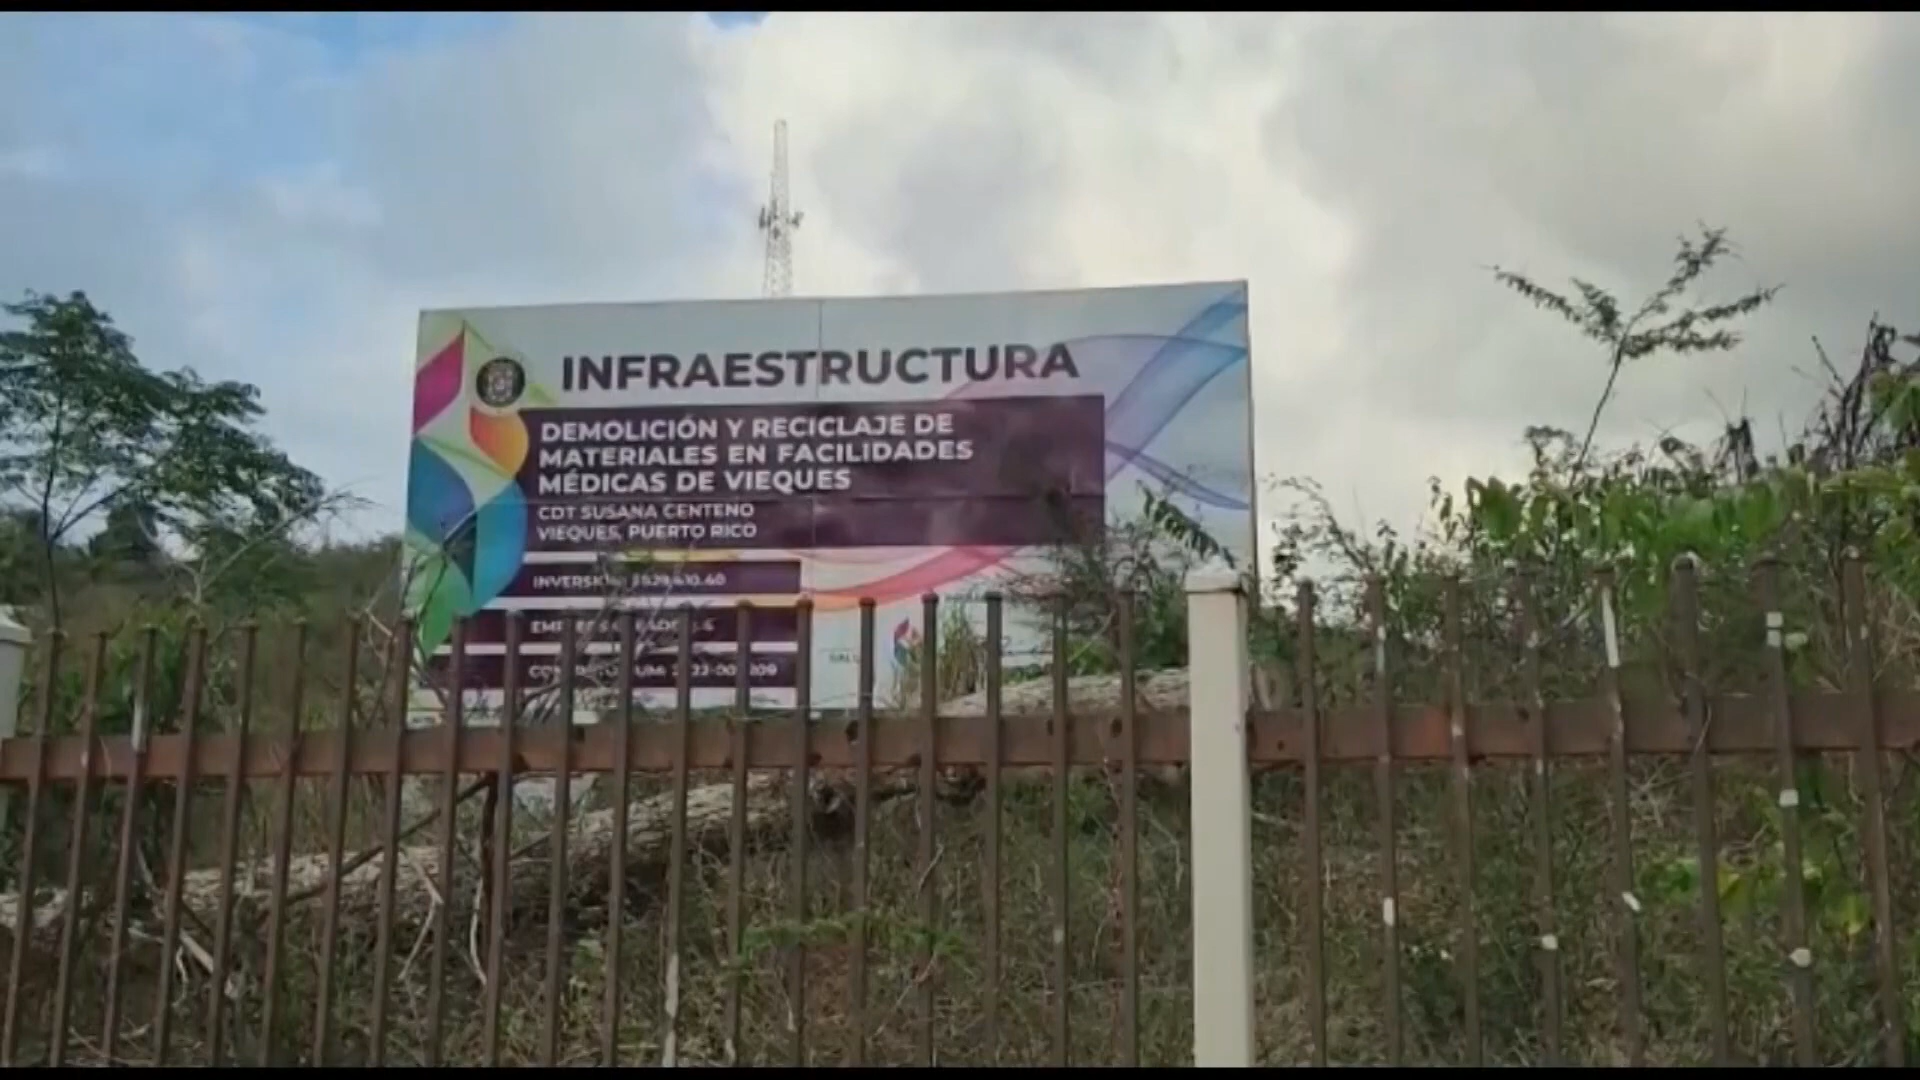 INFRAESTRUCTURA
DEMOLICIÓN Y RECICLAJE DE
MATERIALES EN FACILIDADES
MÉDICAS DE VIEQUES
CDT SUSANA CENTENO
VIEQUES, PUERTO RICO